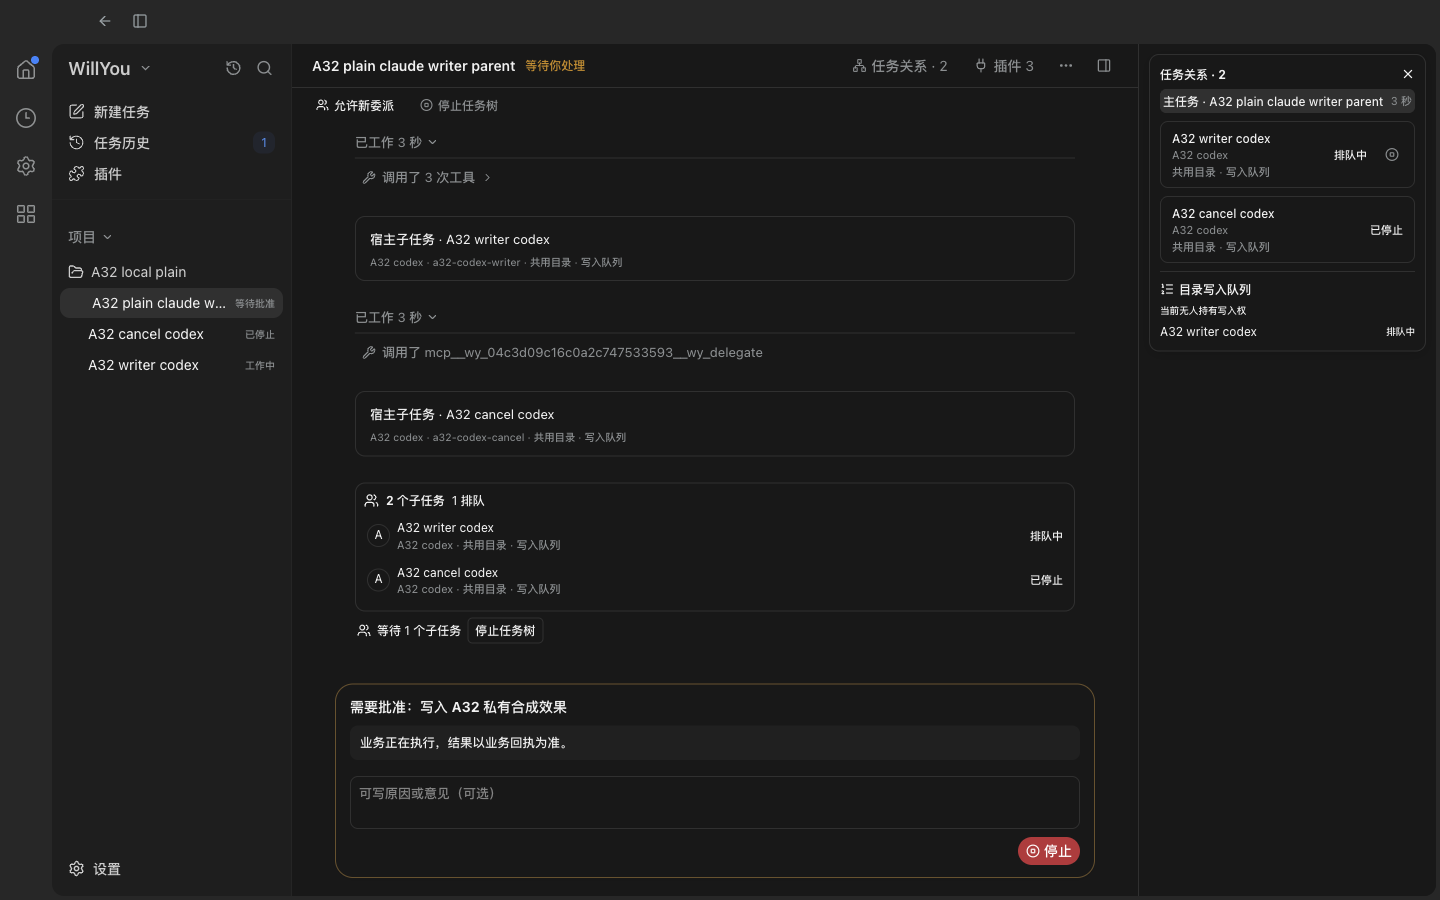 WillYou
新建任务
任务历史 1
插件
项目
A32 local plain
A32 plain claude w... 等待批准
A32 cancel codex 已停止
A32 writer codex 工作中
设置
A32 plain claude writer parent 等待你处理
任务关系 · 2 插件 3
允许新委派 停止任务树
已工作 3 秒
调用了 3 次工具
宿主子任务 · A32 writer codex
A32 codex · a32-codex-writer · 共用目录 · 写入队列
已工作 3 秒
调用了 mcp__wy_04c3d09c16c0a2c747533593__wy_delegate
宿主子任务 · A32 cancel codex
A32 codex · a32-codex-cancel · 共用目录 · 写入队列
2 个子任务 1 排队
A A32 writer codex 排队中
A32 codex · 共用目录 · 写入队列
A A32 cancel codex 已停止
A32 codex · 共用目录 · 写入队列
等待 1 个子任务 停止任务树
需要批准：写入 A32 私有合成效果
业务正在执行，结果以业务回执为准。
可写原因或意见（可选）
停止
任务关系 · 2
主任务 · A32 plain claude writer parent 3 秒
A32 writer codex
A32 codex 排队中
共用目录 · 写入队列
A32 cancel codex
A32 codex 已停止
共用目录 · 写入队列
目录写入队列
当前无人持有写入权
A32 writer codex 排队中